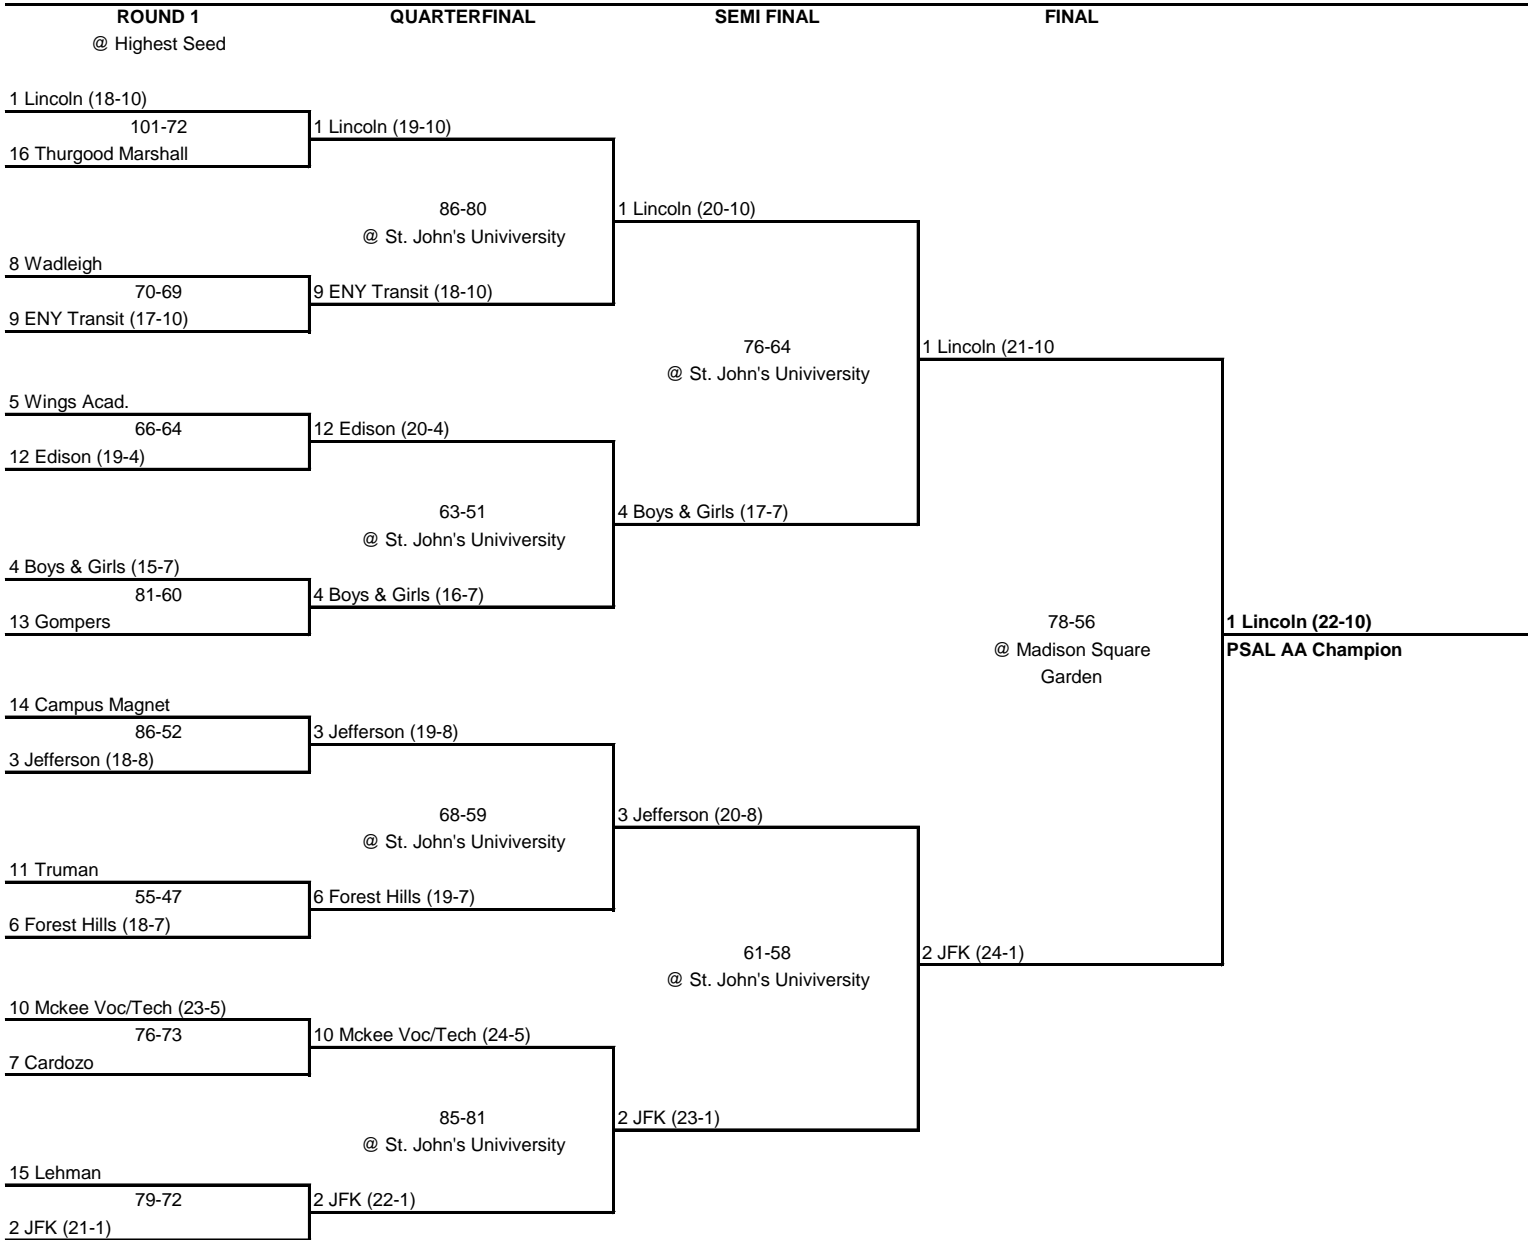 ROUND 1 QUARTERFINAL SEMI FINAL FINAL
@ Highest Seed
1 Lincoln (18-10)
101-72
1 Lincoln (19-10)
16 Thurgood Marshall
86-80
1 Lincoln (20-10)
@ St. John's Univiversity
8 Wadleigh
70-69
9 ENY Transit (18-10)
9 ENY Transit (17-10)
76-64
1 Lincoln (21-10
@ St. John's Univiversity
5 Wings Acad.
66-64
12 Edison (20-4)
12 Edison (19-4)
63-51
4 Boys & Girls (17-7)
@ St. John's Univiversity
4 Boys & Girls (15-7)
81-60
4 Boys & Girls (16-7)
13 Gompers
78-56
1 Lincoln (22-10)
@ Madison Square
Garden
PSAL AA Champion
14 Campus Magnet
86-52
3 Jefferson (19-8)
3 Jefferson (18-8)
68-59
3 Jefferson (20-8)
@ St. John's Univiversity
11 Truman
55-47
6 Forest Hills (19-7)
6 Forest Hills (18-7)
61-58
2 JFK (24-1)
@ St. John's Univiversity
10 Mckee Voc/Tech (23-5)
76-73
10 Mckee Voc/Tech (24-5)
7 Cardozo
85-81
2 JFK (23-1)
@ St. John's Univiversity
15 Lehman
79-72
2 JFK (22-1)
2 JFK (21-1)